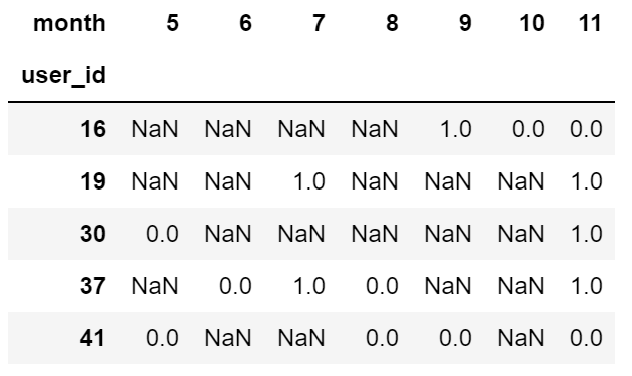 month 5 6 7 8 9 10 11
user_id
16 NaN NaN NaN NaN 1.0 0.0 0.0
19 NaN NaN 1.0 NaN NaN NaN 1.0
30 0.0 NaN NaN NaN NaN NaN 1.0
37 NaN 0.0 1.0 0.0 NaN NaN 1.0
41 0.0 NaN NaN 0.0 0.0 NaN 0.0